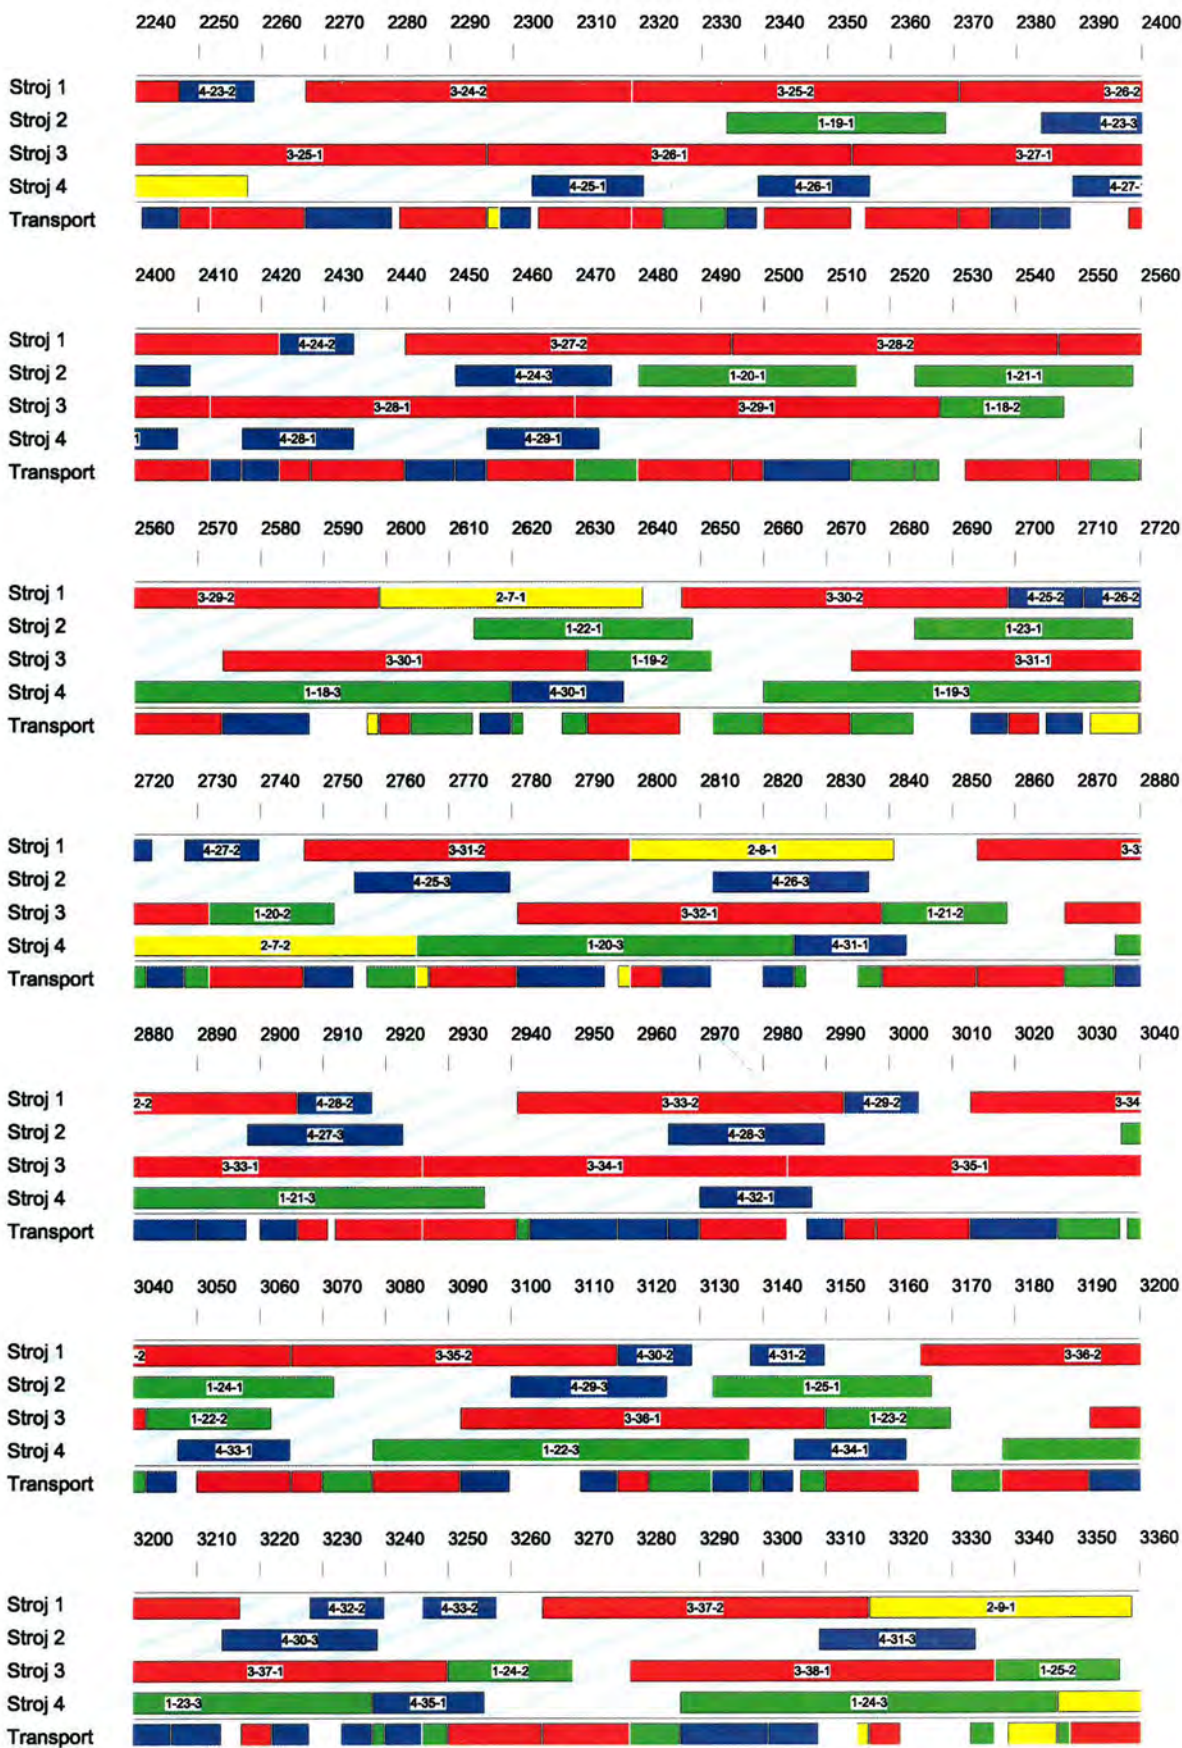 2240 2250 2260 2270 2280 2290 2300 2310 2320 2330 2340 2350 2360 2370 2380 2390 2400
Stroj 1 4-23-2 3-24-2 3-25-2 3-26-2
Stroj 2 1-19-1 4-23-3
Stroj 3 3-25-1 3-26-1 3-27-1
Stroj 4 4-25-1 4-26-1 4-27-
Transport
2400 2410 2420 2430 2440 2450 2460 2470 2480 2490 2500 2510 2520 2530 2540 2550 2560
Stroj 1 4-24-2 3-27-2 3-28-2
Stroj 2 4-24-3 1-20-1 1-21-1
Stroj 3 3-28-1 3-29-1 1-18-2
Stroj 4 1 4-28-1 4-29-1
Transport
2560 2570 2580 2590 2600 2610 2620 2630 2640 2650 2660 2670 2680 2690 2700 2710 2720
Stroj 1 3-29-2 2-7-1 3-30-2 4-25-2 4-26-2
Stroj 2 1-22-1 1-23-1
Stroj 3 3-30-1 1-19-2 3-31-1
Stroj 4 1-18-3 4-30-1 1-19-3
Transport
2720 2730 2740 2750 2760 2770 2780 2790 2800 2810 2820 2830 2840 2850 2860 2870 2880
Stroj 1 4-27-2 3-31-2 2-8-1 3-3
Stroj 2 4-25-3 4-26-3
Stroj 3 1-20-2 3-32-1 1-21-2
Stroj 4 2-7-2 1-20-3 4-31-1
Transport
2880 2890 2900 2910 2920 2930 2940 2950 2960 2970 2980 2990 3000 3010 3020 3030 3040
Stroj 1 2-2 4-28-2 3-33-2 4-29-2 3-34
Stroj 2 4-27-3 4-28-3
Stroj 3 3-33-1 3-34-1 3-35-1
Stroj 4 1-21-3 4-32-1
Transport
3040 3050 3060 3070 3080 3090 3100 3110 3120 3130 3140 3150 3160 3170 3180 3190 3200
Stroj 1 -2 3-35-2 4-30-2 4-31-2 3-36-2
Stroj 2 1-24-1 4-29-3 1-25-1
Stroj 3 1-22-2 3-36-1 1-23-2
Stroj 4 4-33-1 1-22-3 4-34-1
Transport
3200 3210 3220 3230 3240 3250 3260 3270 3280 3290 3300 3310 3320 3330 3340 3350 3360
Stroj 1 4-32-2 4-33-2 3-37-2 2-9-1
Stroj 2 4-30-3 4-31-3
Stroj 3 3-37-1 1-24-2 3-38-1 1-25-2
Stroj 4 1-23-3 4-35-1 1-24-3
Transport